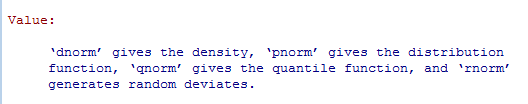 Value:
‘dnorm’ gives the density, ‘pnorm’ gives the distribution
function, ‘qnorm’ gives the quantile function, and ‘rnorm’
generates random deviates.